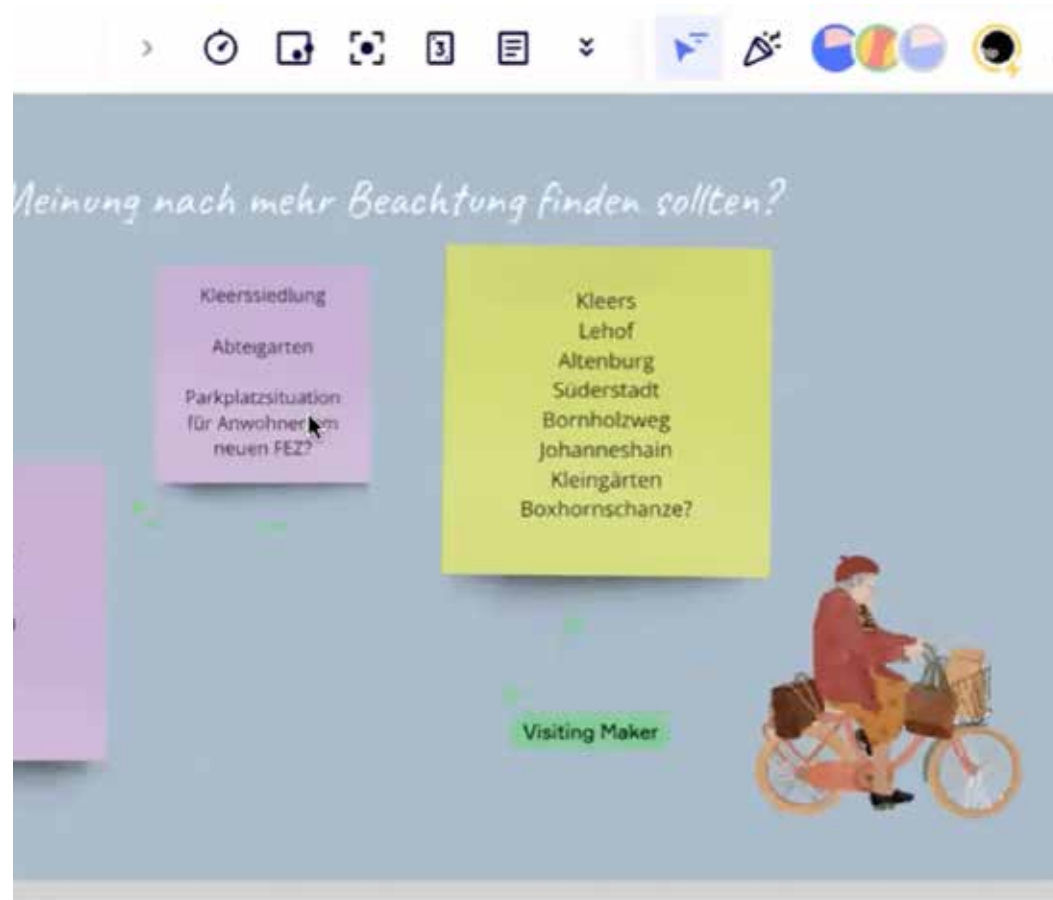 3
Meinung nach mehr Beachtung finden sollten?
Kleerssiedlung
Abteigarten
Parkplatzsituation
für Anwohner am
neuen FEZ?
Kleers
Lehof
Altenburg
Süderstadt
Bornholzweg
Johanneshain
Kleingärten
Boxhornschanze?
Visiting Maker